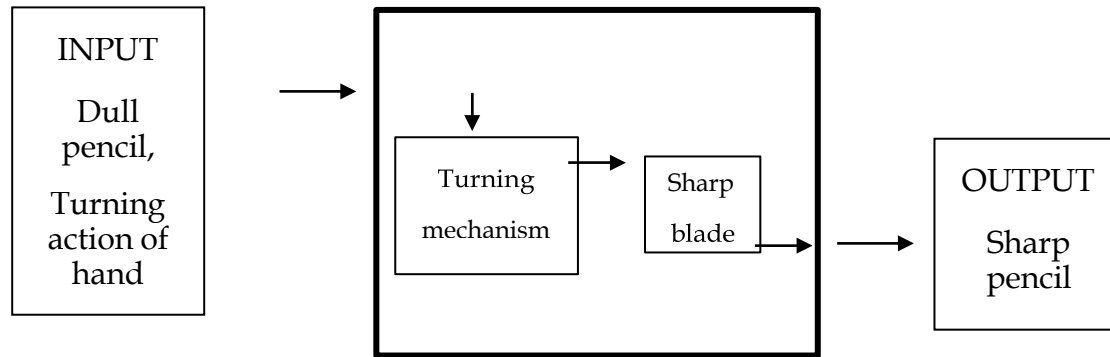 INPUT
Dull
pencil,
Turning
action of
hand
Turning
mechanism
Sharp
blade
OUTPUT
Sharp
pencil